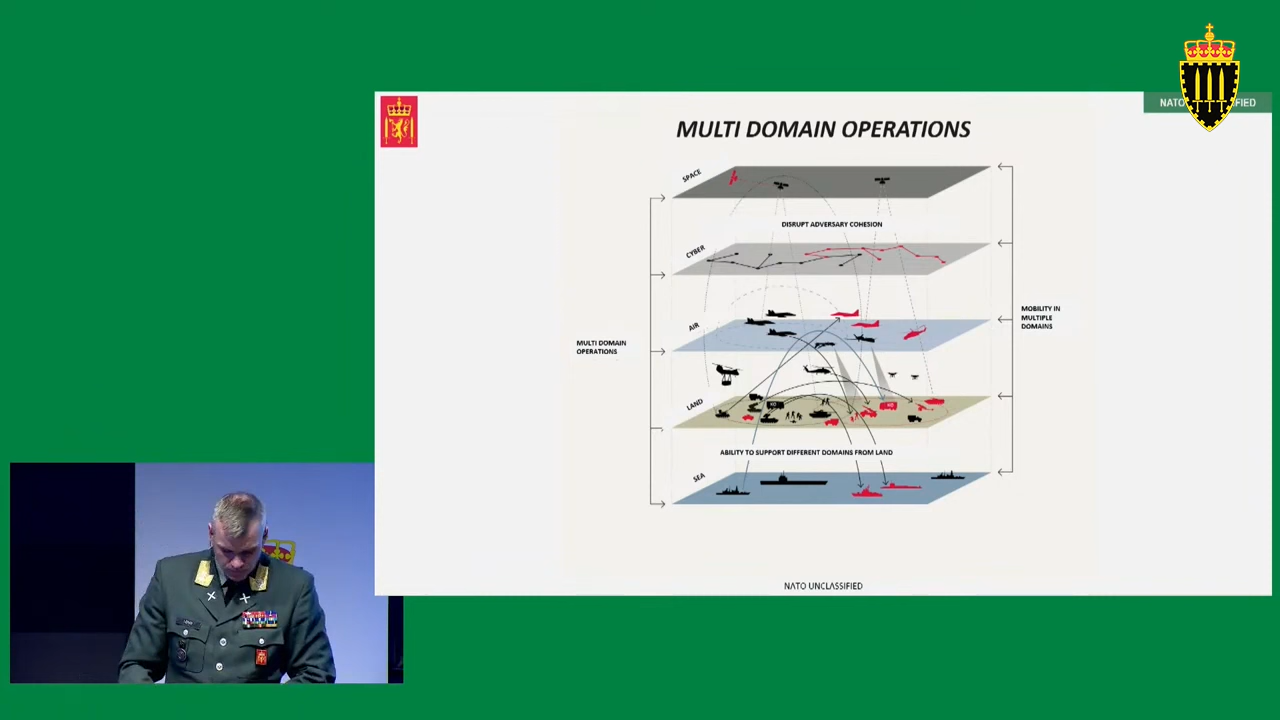 NATO
FIED
MULTI DOMAIN OPERATIONS
SPACE
DISRUPT ADVERSARY COHESION
CYBER
AIR
MOBILITY IN
MULTIPLE
DOMAINS
MULTI DOMAIN
OPERATIONS
LAND
ABILITY TO SUPPORT DIFFERENT DOMAINS FROM LAND
SEA
NATO UNCLASSIFIED